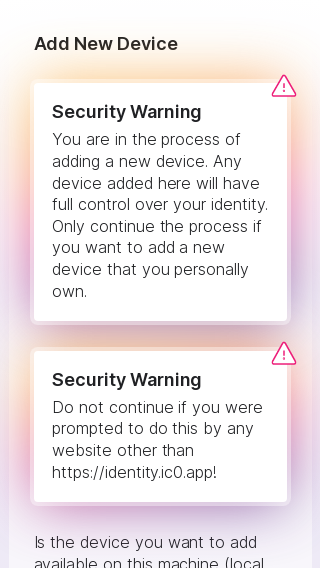 Add New Device
Security Warning
You are in the process of
adding a new device. Any
device added here will have
full control over your identity.
Only continue the process if
you want to add a new
device that you personally
own.
Security Warning
Do not continue if you were
prompted to do this by any
website other than
https://identity.ic0.app!
Is the device you want to add
available on this machine (local